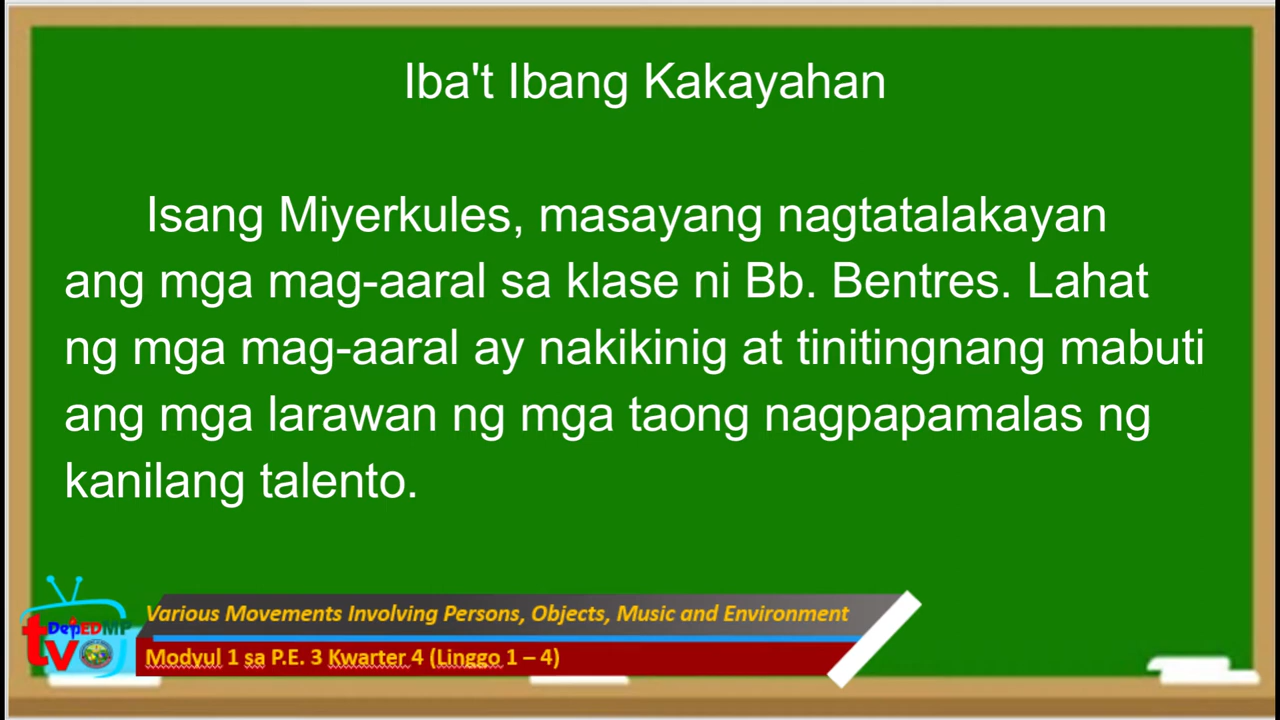 Iba't Ibang Kakayahan
Isang Miyerkules, masayang nagtatalakayan
ang mga mag-aaral sa klase ni Bb. Bentres. Lahat
ng mga mag-aaral ay nakikinig at tinitingnang mabuti
ang mga larawan ng mga taong nagpapamalas ng
kanilang talento.
Various Movements Involving Persons, Objects, Music and Environment
DepEDMP
tv
Modyul 1 sa P.E. 3 Kwarter 4 (Linggo 1 – 4)